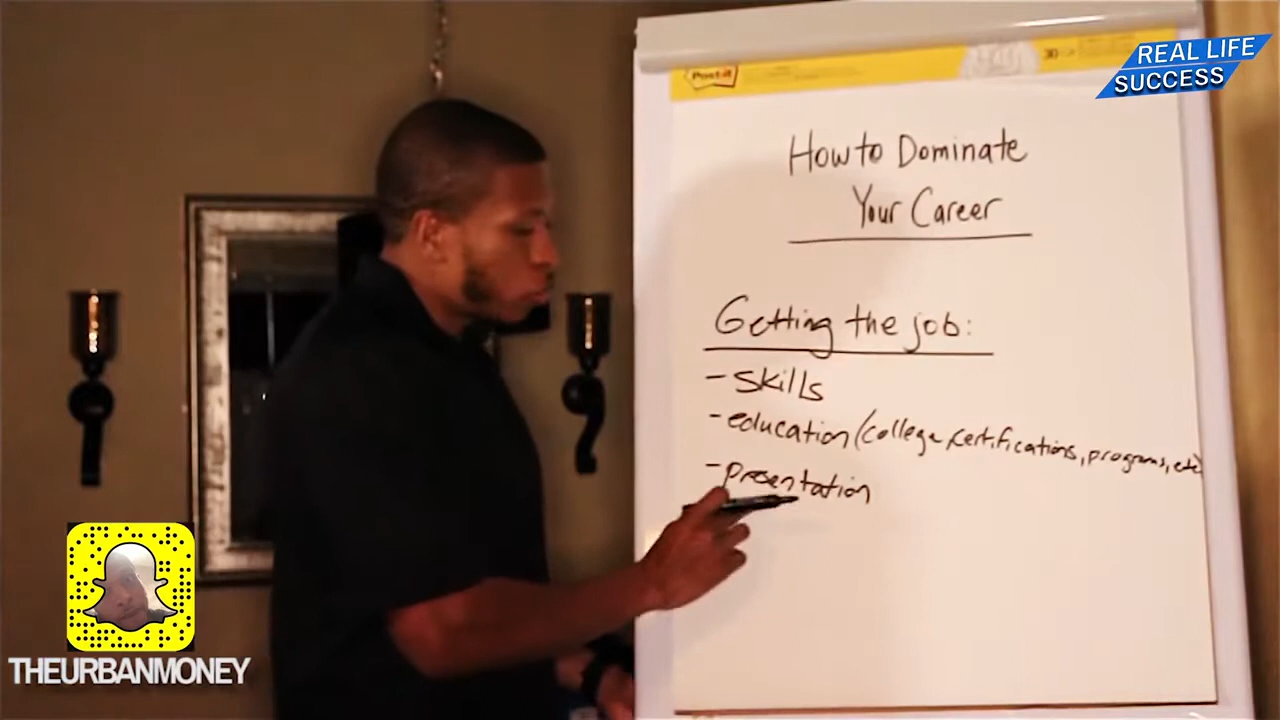 REAL LIFE
SUCCESS
Post-it
How to Dominate
Your Career
Getting the job:
- skills
- education (college, certifications, programs, etc)
- presentation
THEURBANMONEY